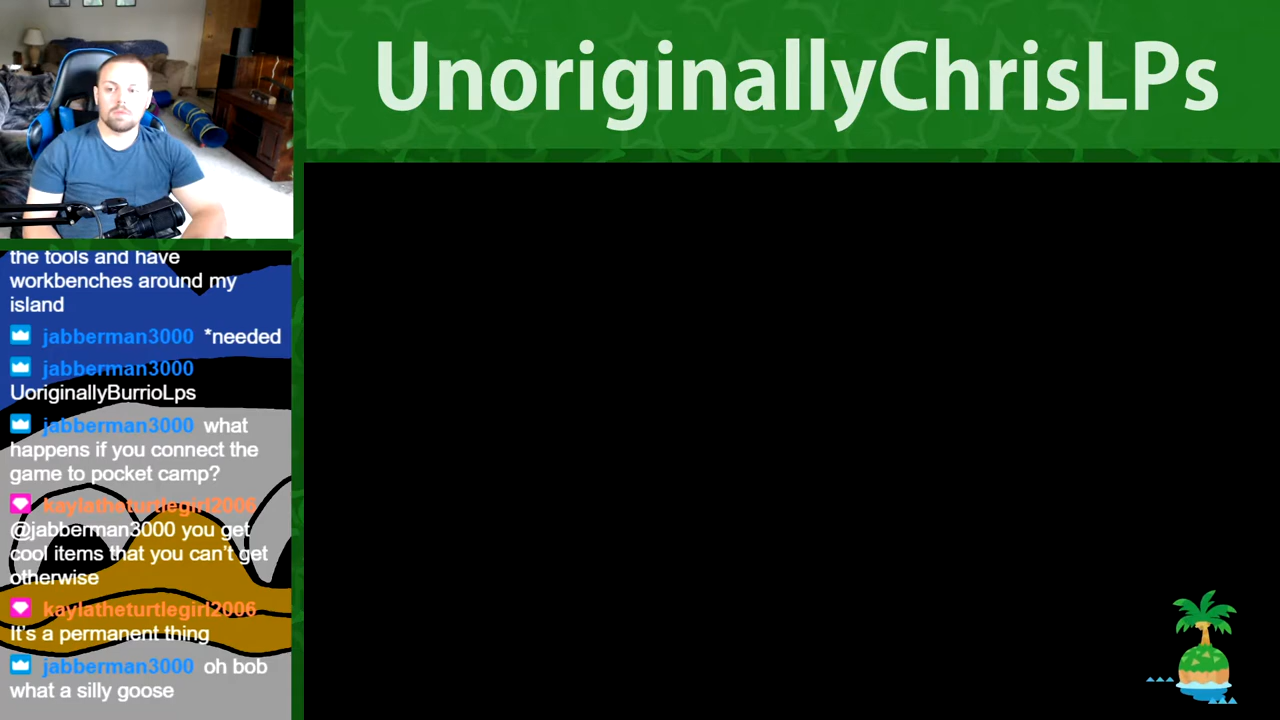 UnoriginallyChrisLPs
the tools and have
workbenches around my
island
jabberman3000 *needed
jabberman3000
UoriginallyBurrioLps
jabberman3000 what
happens if you connect the
game to pocket camp?
kaylatheturtlegirl2006
@jabberman3000 you get
cool items that you can't get
otherwise
kaylatheturtlegirl2006
It's a permanent thing
jabberman3000 oh bob
what a silly goose